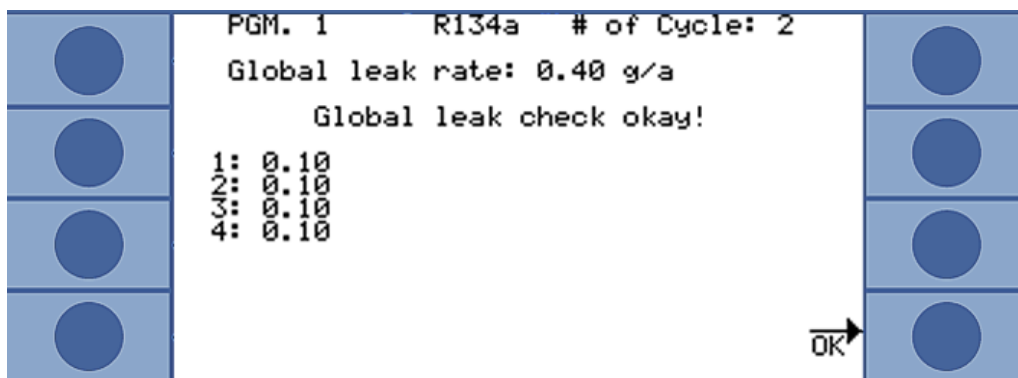 PGM. 1 R134a # of Cycle: 2
Global leak rate: 0.40 g/a
Global leak check okay!
1: 0.10
2: 0.10
3: 0.10
4: 0.10
OK